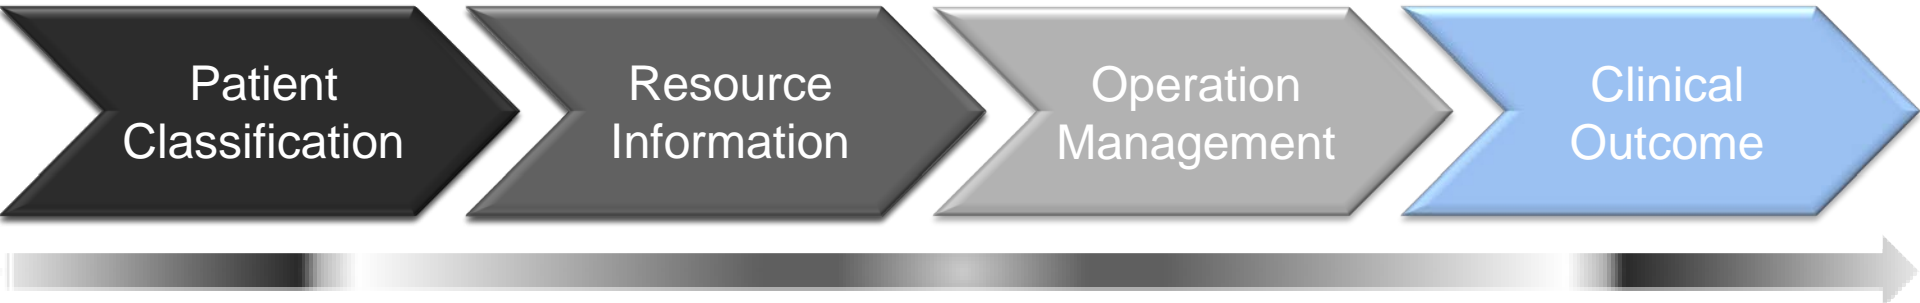 Patient
Classification
Resource
Information
Operation
Management
Clinical
Outcome